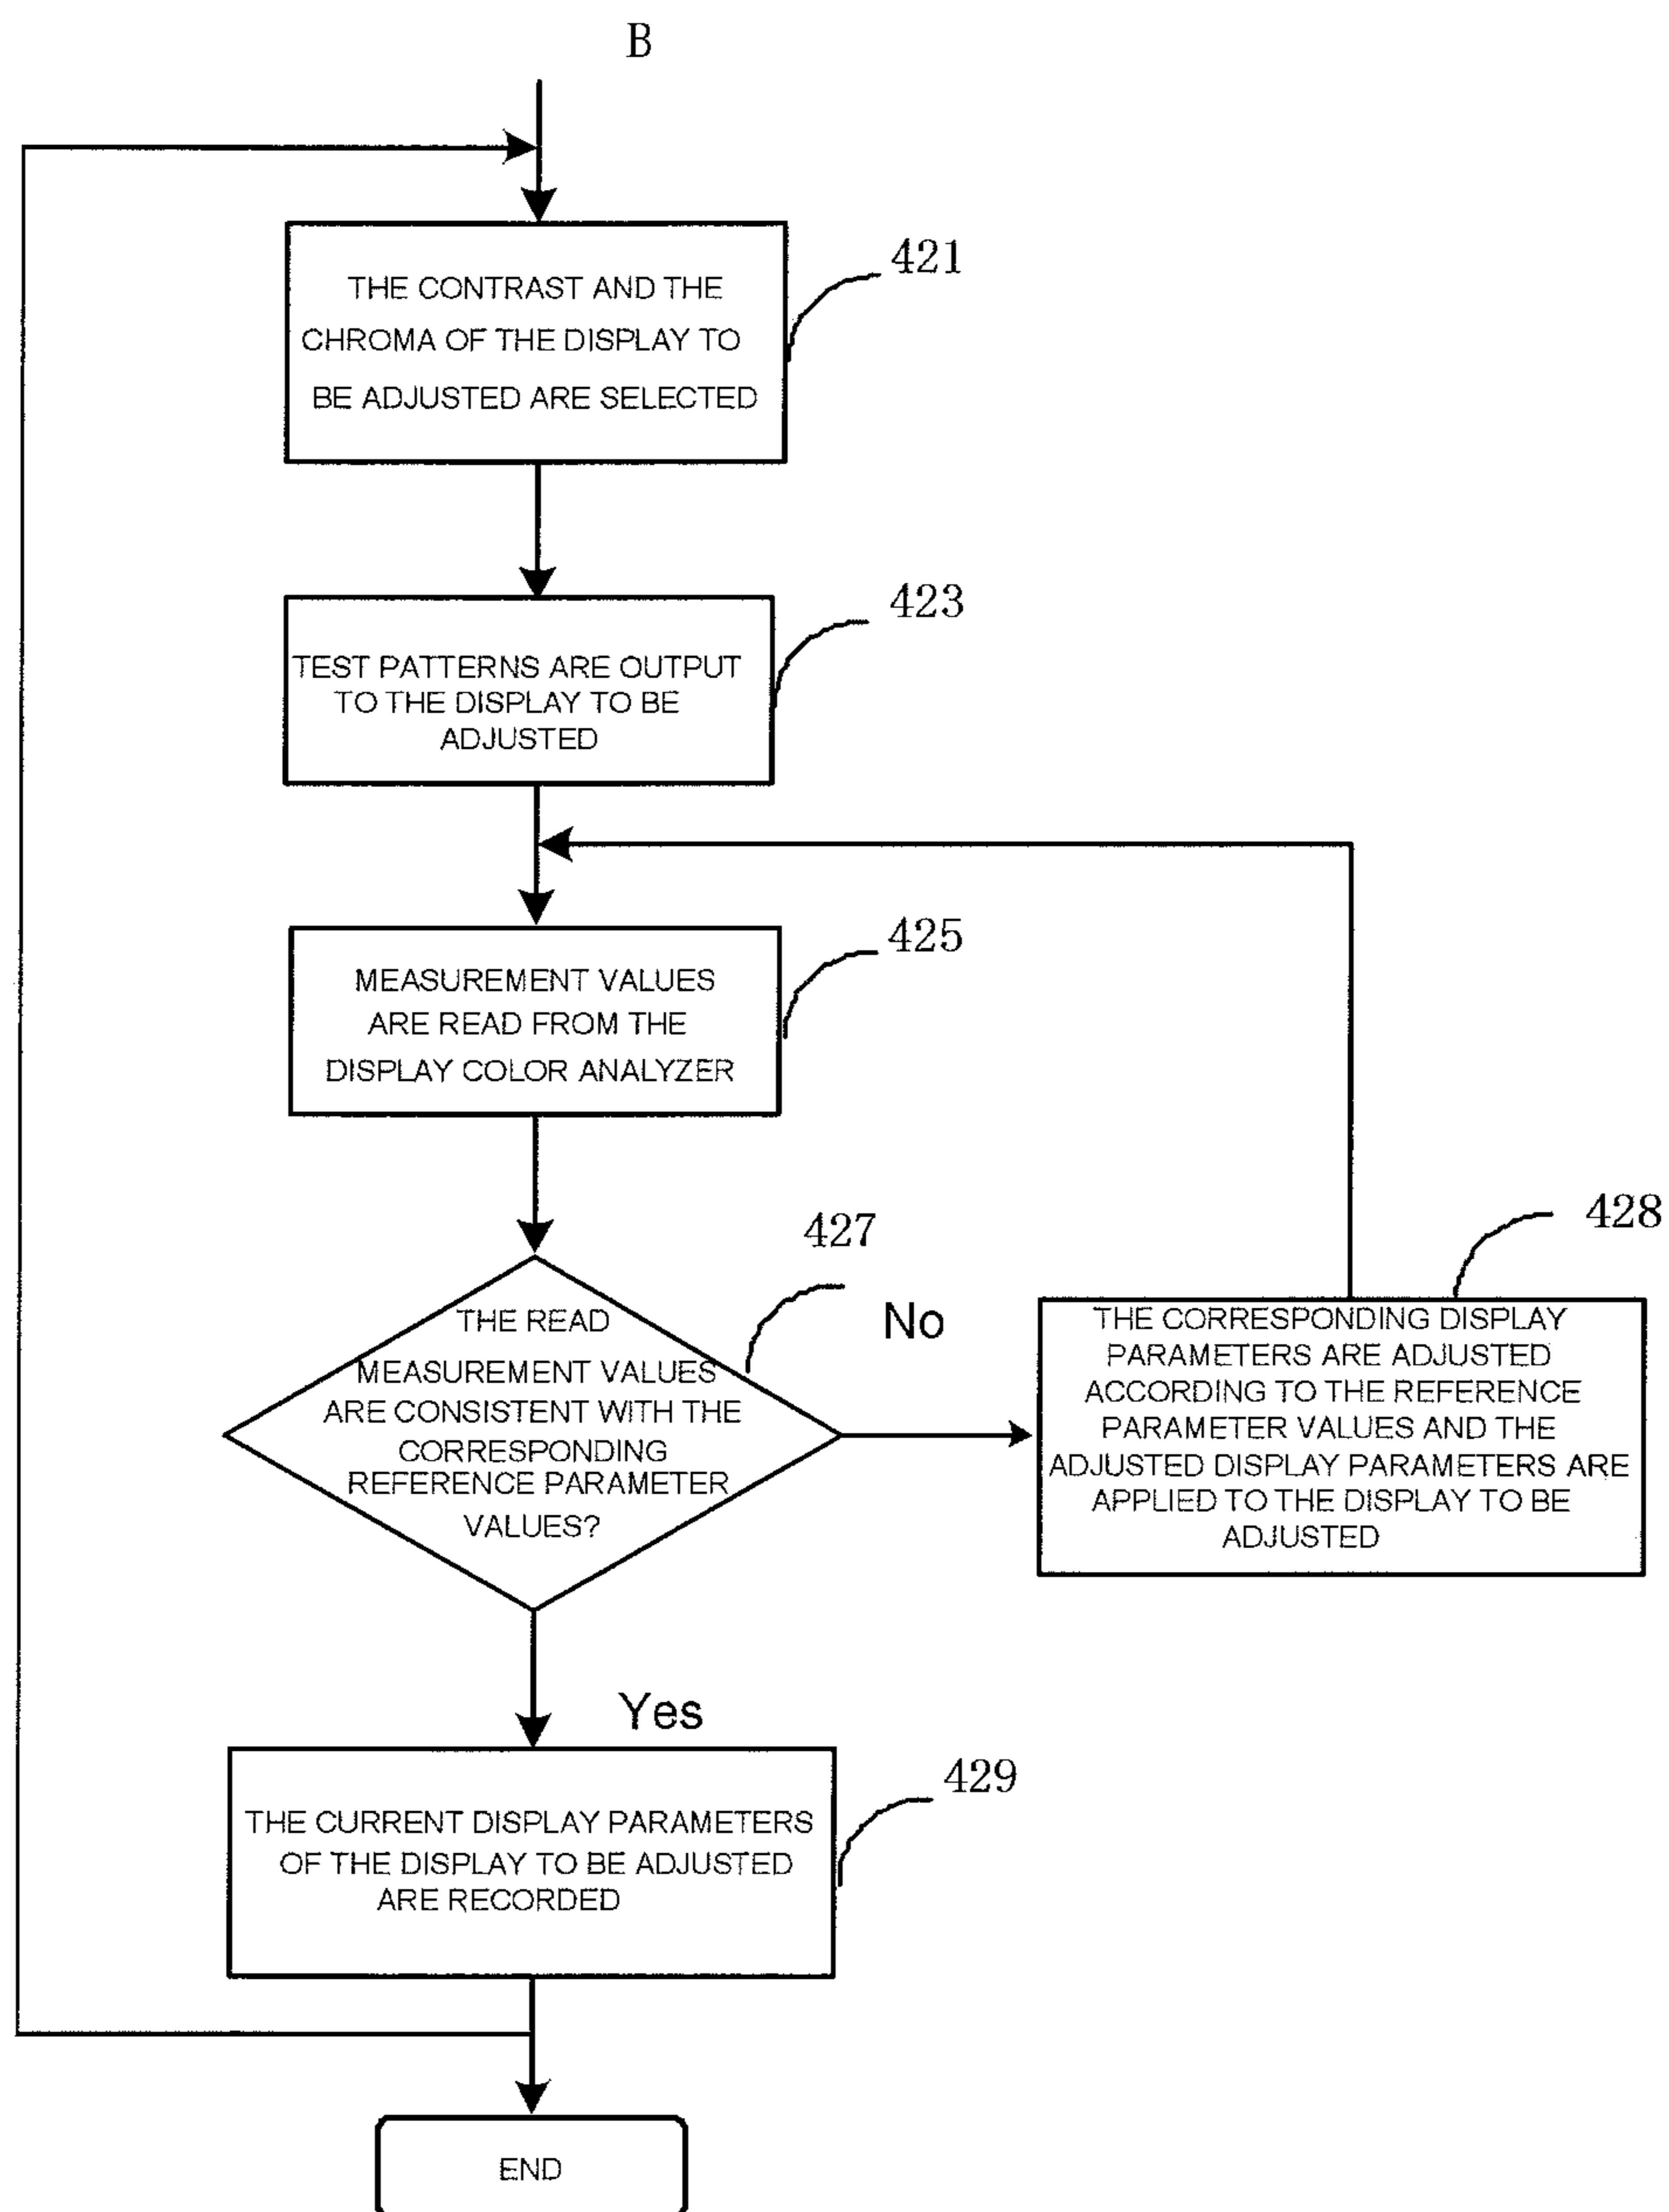 B
THE CONTRAST AND THE
CHROMA OF THE DISPLAY TO
BE ADJUSTED ARE SELECTED
421
TEST PATTERNS ARE OUTPUT
TO THE DISPLAY TO BE
ADJUSTED
423
MEASUREMENT VALUES
ARE READ FROM THE
DISPLAY COLOR ANALYZER
425
THE READ
MEASUREMENT VALUES
ARE CONSISTENT WITH THE
CORRESPONDING
REFERENCE PARAMETER
VALUES?
427
No
THE CORRESPONDING DISPLAY
PARAMETERS ARE ADJUSTED
ACCORDING TO THE REFERENCE
PARAMETER VALUES AND THE
ADJUSTED DISPLAY PARAMETERS ARE
APPLIED TO THE DISPLAY TO BE
ADJUSTED
428
Yes
THE CURRENT DISPLAY PARAMETERS
OF THE DISPLAY TO BE ADJUSTED
ARE RECORDED
429
END